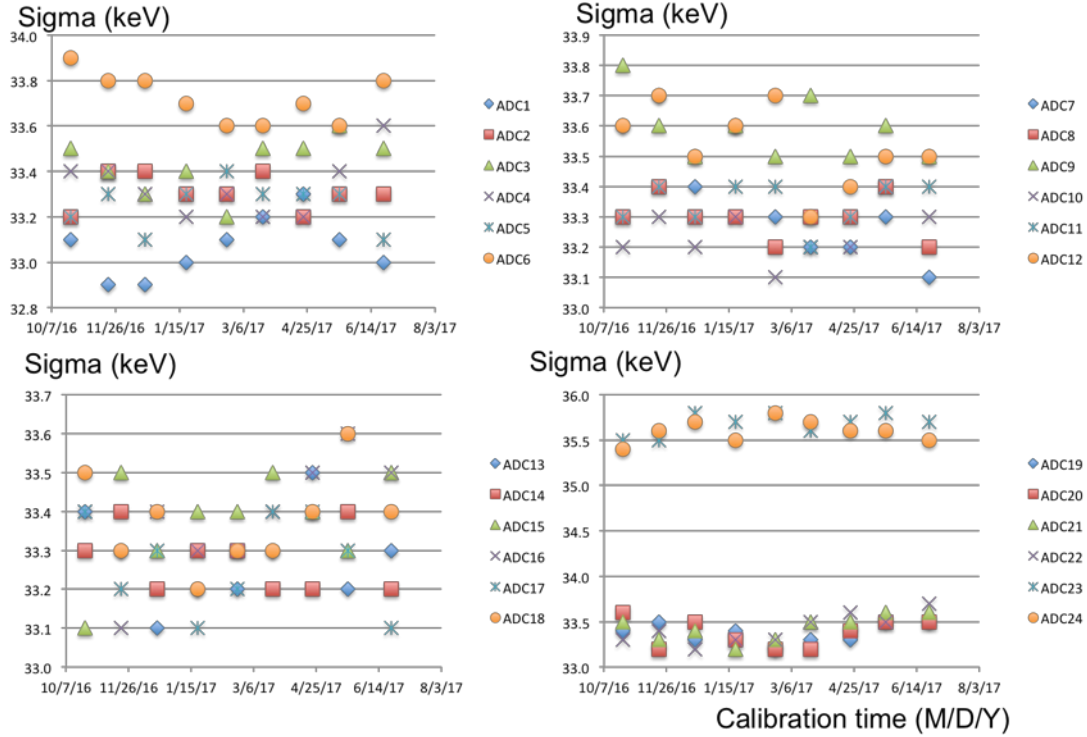 Sigma (keV)
34.0
33.8
33.6
33.4
33.2
33.0
32.8
10/7/16 11/26/16 1/15/17 3/6/17 4/25/17 6/14/17 8/3/17
ADC1
ADC2
ADC3
ADC4
ADC5
ADC6
Sigma (keV)
33.9
33.8
33.7
33.6
33.5
33.4
33.3
33.2
33.1
33.0
10/7/16 11/26/16 1/15/17 3/6/17 4/25/17 6/14/17 8/3/17
ADC7
ADC8
ADC9
ADC10
ADC11
ADC12
Sigma (keV)
33.7
33.6
33.5
33.4
33.3
33.2
33.1
33.0
10/7/16 11/26/16 1/15/17 3/6/17 4/25/17 6/14/17 8/3/17
ADC13
ADC14
ADC15
ADC16
ADC17
ADC18
Sigma (keV)
36.0
35.5
35.0
34.5
34.0
33.5
33.0
10/7/16 11/26/16 1/15/17 3/6/17 4/25/17 6/14/17 8/3/17
ADC19
ADC20
ADC21
ADC22
ADC23
ADC24
Calibration time (M/D/Y)